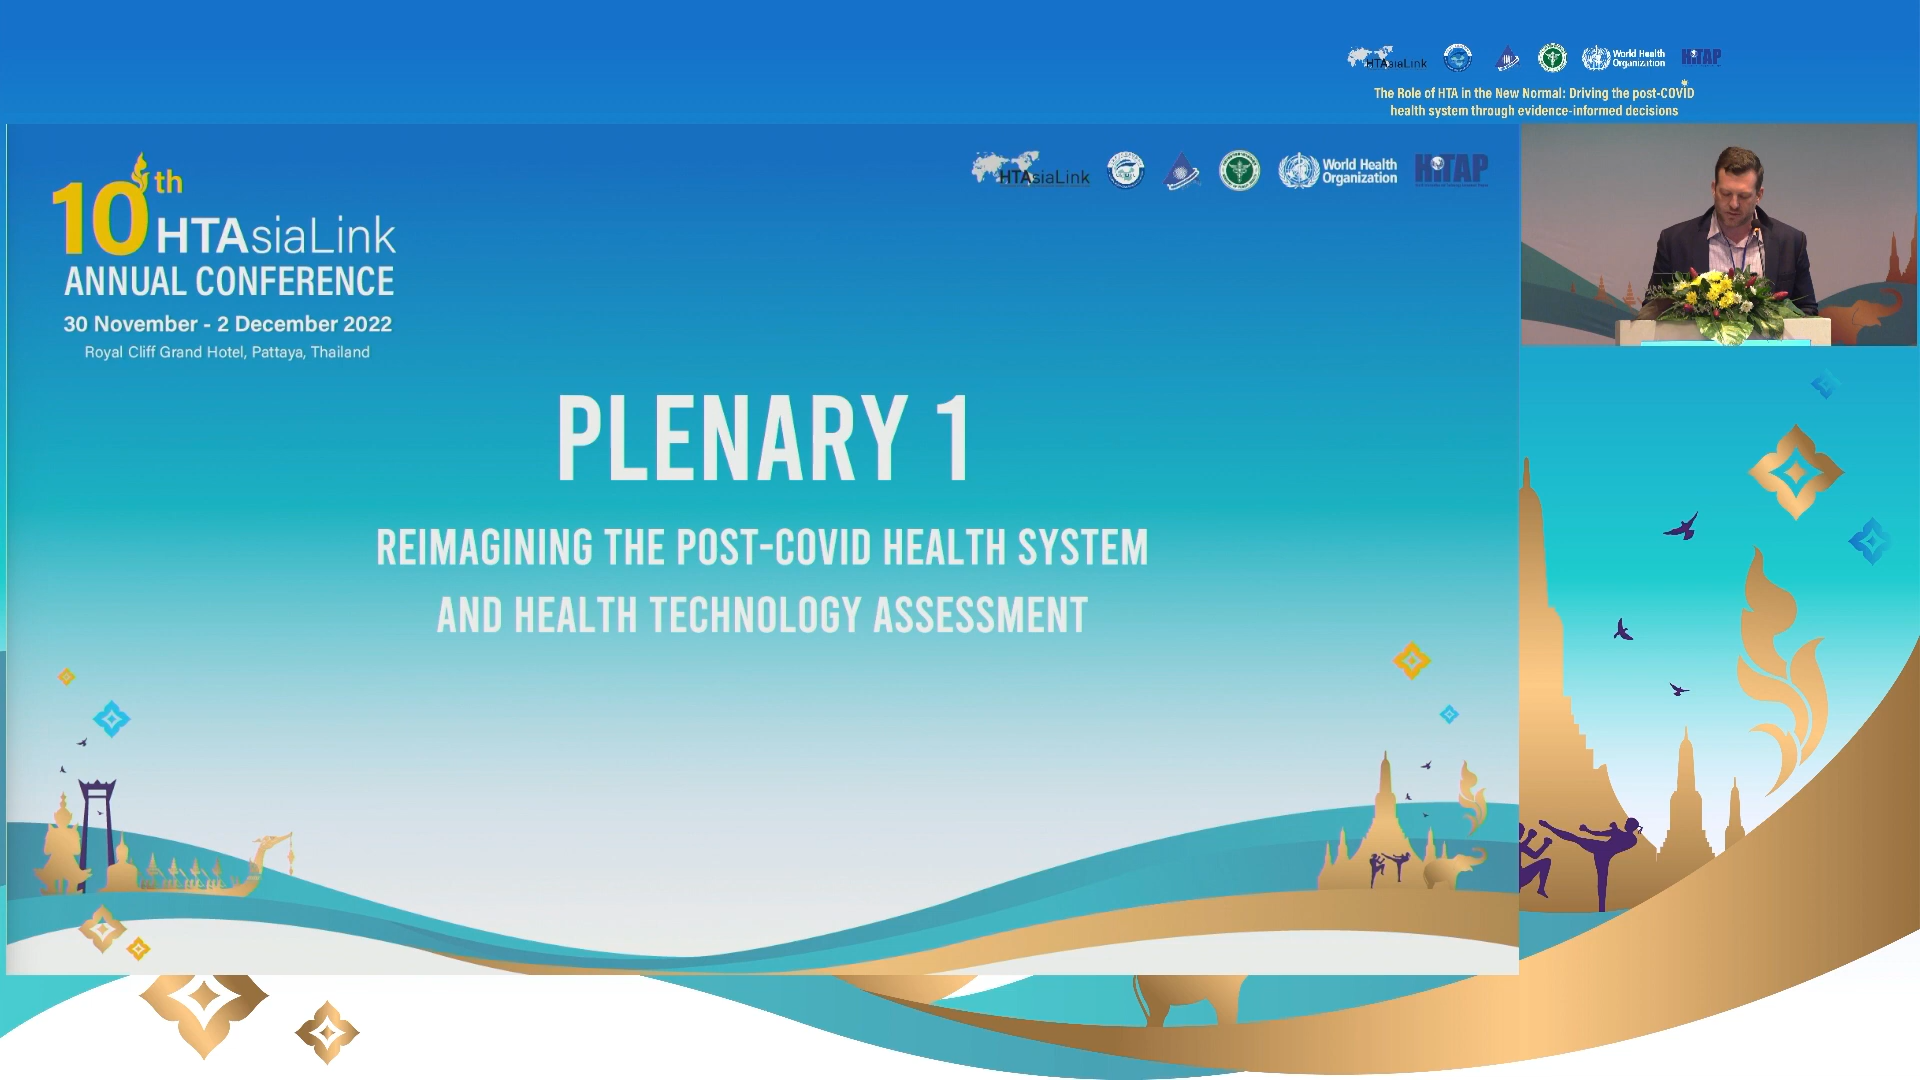 HTAsiaLink
World Health
Organization
HITAP
The Role of HTA in the New Normal: Driving the post-COVID
health system through evidence-informed decisions
10th
HTAsiaLink
ANNUAL CONFERENCE
30 November - 2 December 2022
Royal Cliff Grand Hotel, Pattaya, Thailand
HTAsiaLink
World Health
Organization
HITAP
PLENARY 1
REIMAGINING THE POST-COVID HEALTH SYSTEM
AND HEALTH TECHNOLOGY ASSESSMENT